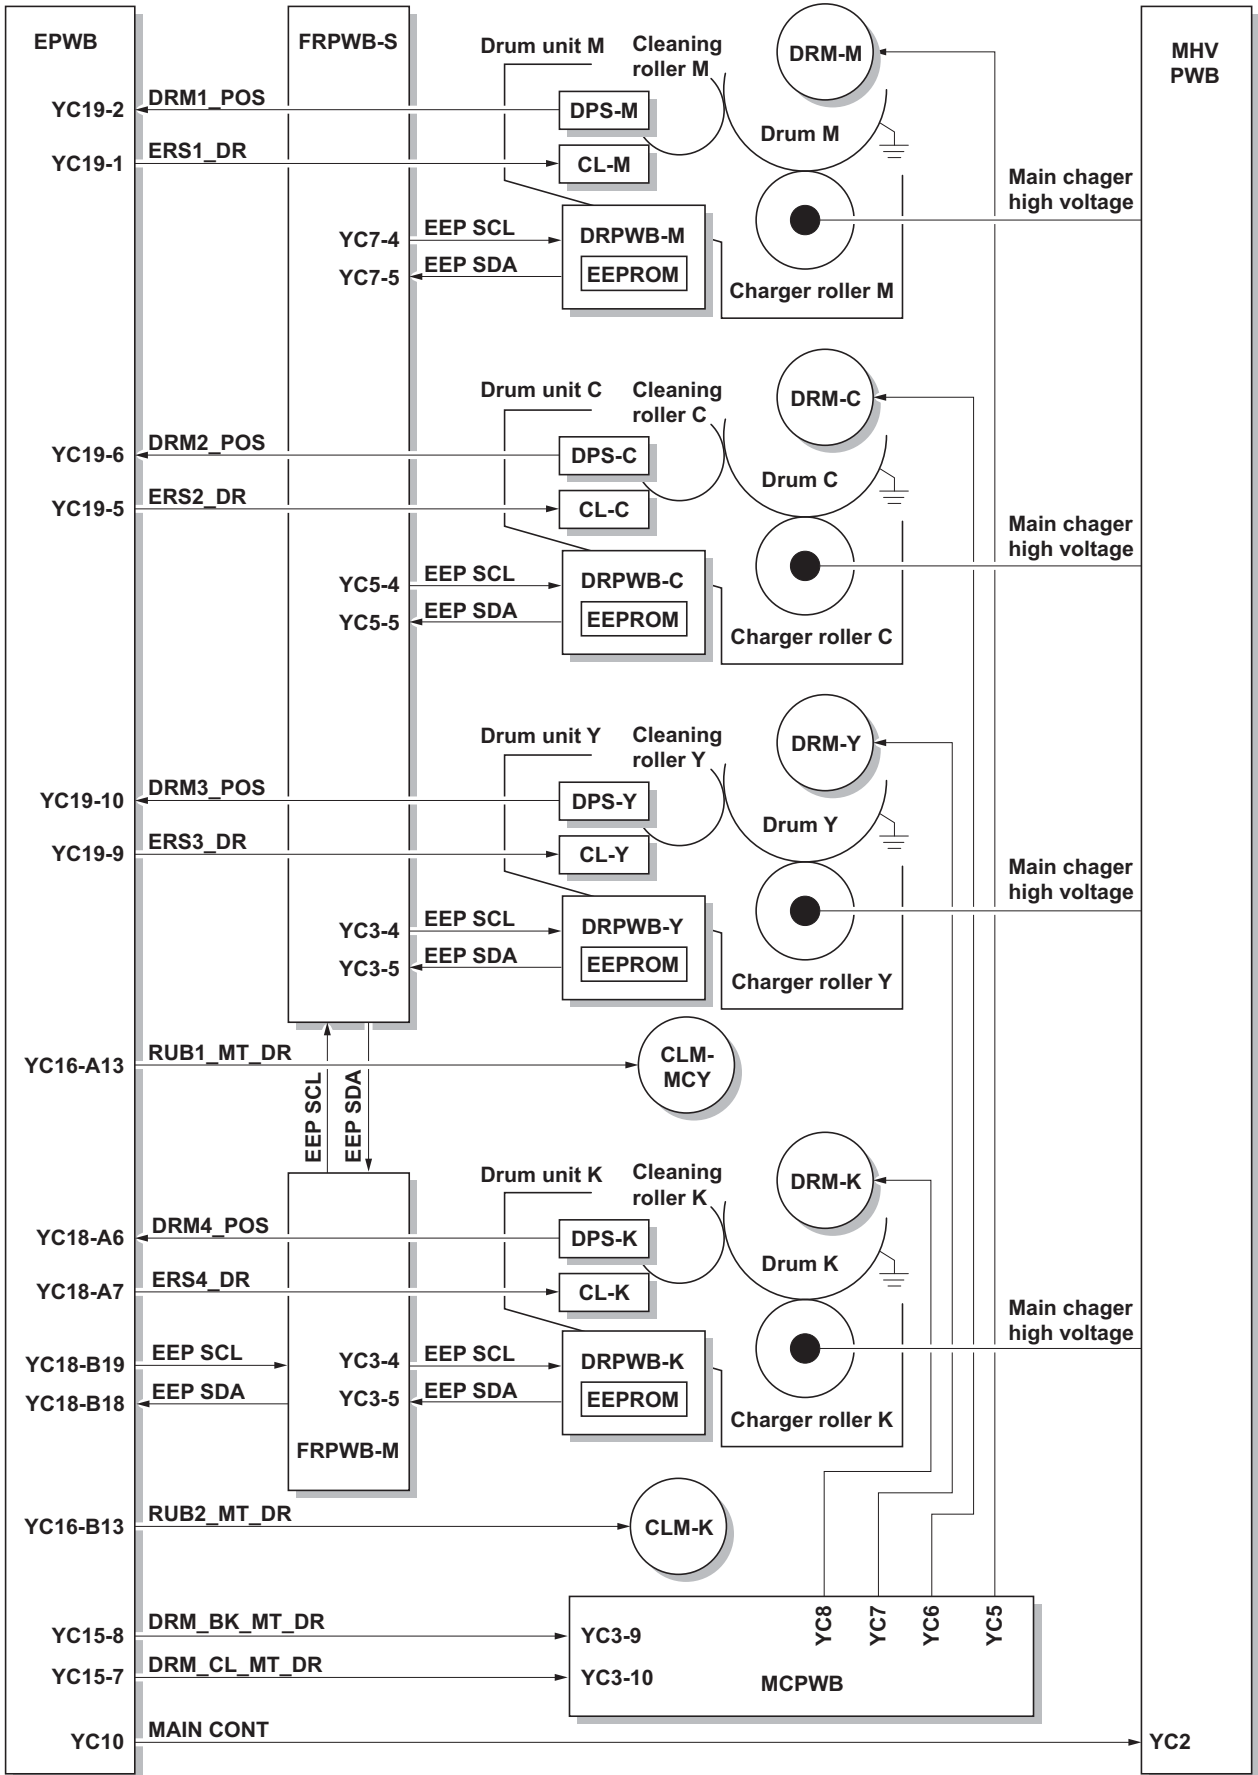 EPWB
FRPWB-S
Drum unit M
Cleaning
roller M
DRM-M
MHV
PWB
YC19-2
DRM1_POS
DPS-M
Drum M
YC19-1
ERS1_DR
CL-M
Main chager
high voltage
YC7-4
EEP SCL
DRPWB-M
YC7-5
EEP SDA
EEPROM
Charger roller M
Drum unit C
Cleaning
roller C
DRM-C
YC19-6
DRM2_POS
DPS-C
Drum C
YC19-5
ERS2_DR
CL-C
Main chager
high voltage
YC5-4
EEP SCL
DRPWB-C
YC5-5
EEP SDA
EEPROM
Charger roller C
Drum unit Y
Cleaning
roller Y
DRM-Y
YC19-10
DRM3_POS
DPS-Y
Drum Y
YC19-9
ERS3_DR
CL-Y
Main chager
high voltage
YC3-4
EEP SCL
DRPWB-Y
YC3-5
EEP SDA
EEPROM
Charger roller Y
YC16-A13
RUB1_MT_DR
CLM-
MCY
EEP SCL
EEP SDA
Drum unit K
Cleaning
roller K
DRM-K
YC18-A6
DRM4_POS
DPS-K
Drum K
YC18-A7
ERS4_DR
CL-K
Main chager
high voltage
YC18-B19
EEP SCL
YC3-4
EEP SCL
DRPWB-K
YC18-B18
EEP SDA
YC3-5
EEP SDA
EEPROM
Charger roller K
FRPWB-M
YC16-B13
RUB2_MT_DR
CLM-K
YC8
YC7
YC6
YC5
YC15-8
DRM_BK_MT_DR
YC3-9
YC15-7
DRM_CL_MT_DR
YC3-10
MCPWB
YC10
MAIN CONT
YC2